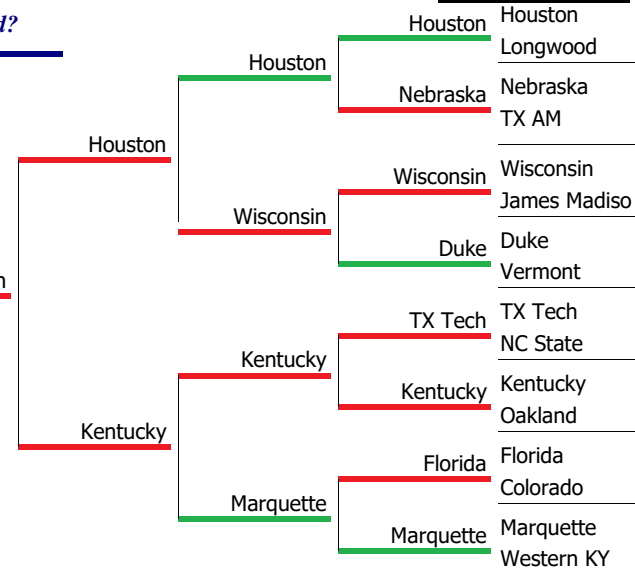 d?
Houston
Houston
Longwood
Houston
Nebraska
Nebraska
TX AM
Houston
Wisconsin
Wisconsin
James Madiso
Wisconsin
Duke
Duke
Vermont
n
TX Tech
TX Tech
NC State
Kentucky
Kentucky
Kentucky
Oakland
Kentucky
Florida
Florida
Colorado
Marquette
Marquette
Marquette
Western KY